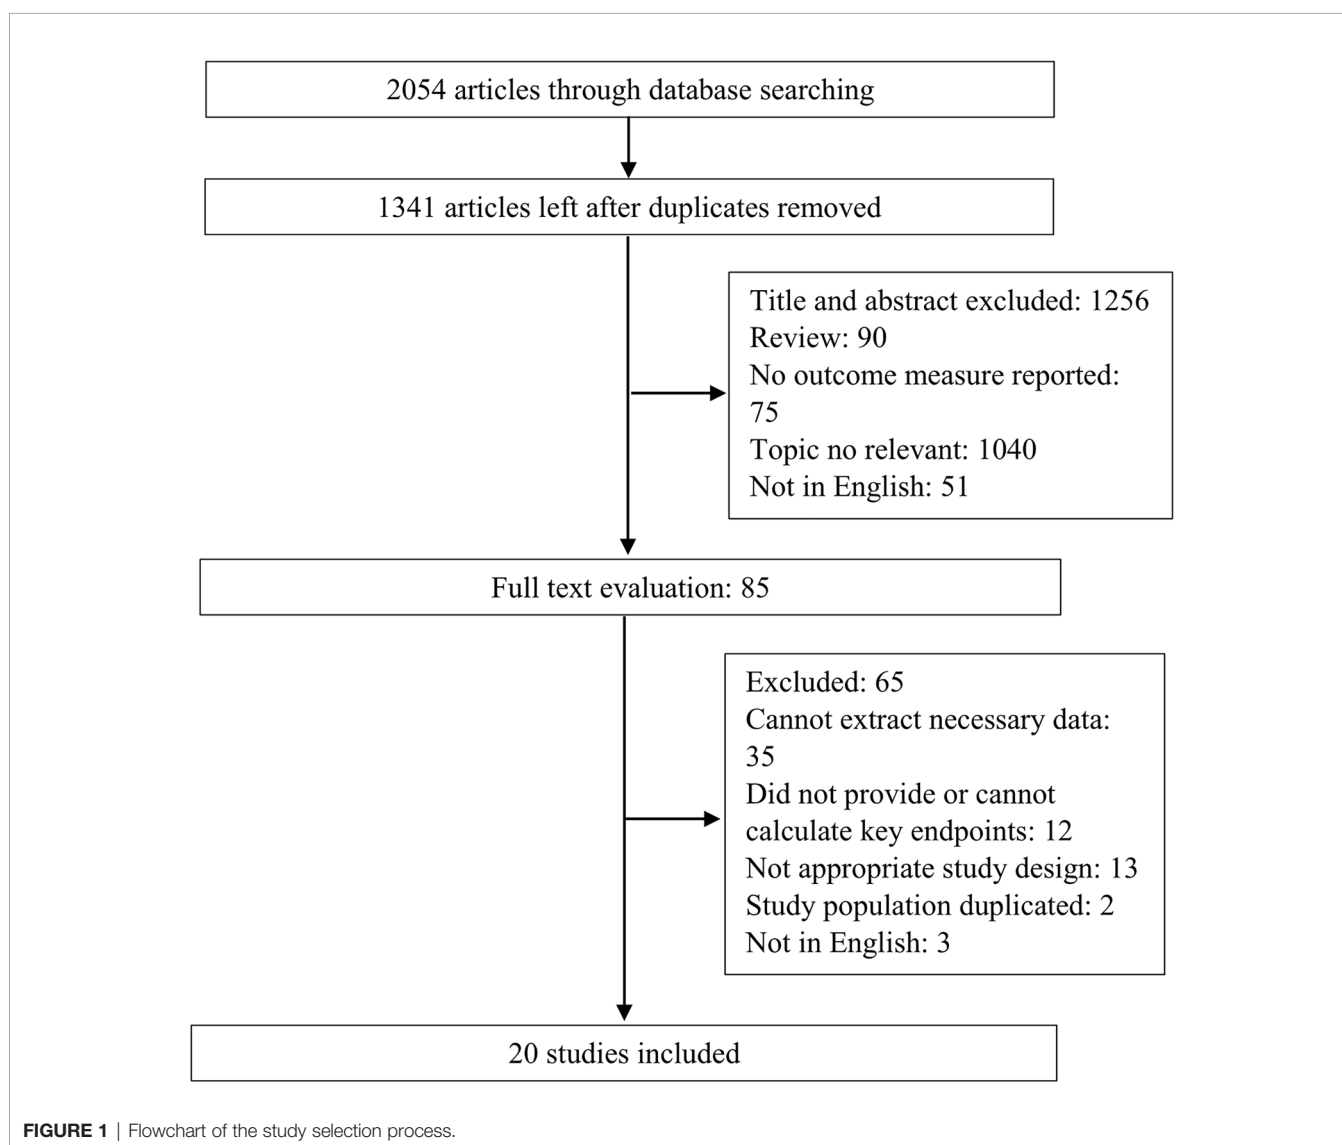 2054 articles through database searching
1341 articles left after duplicates removed
Title and abstract excluded: 1256
Review: 90
No outcome measure reported:
75
Topic no relevant: 1040
Not in English: 51
Full text evaluation: 85
Excluded: 65
Cannot extract necessary data:
35
Did not provide or cannot
calculate key endpoints: 12
Not appropriate study design: 13
Study population duplicated: 2
Not in English: 3
20 studies included
FIGURE 1 | Flowchart of the study selection process.